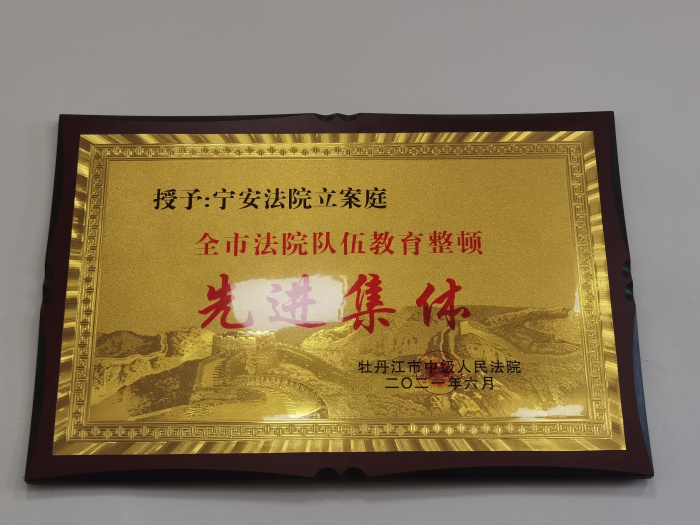 授予:宁安法院立案庭
全市法院队伍教育整顿
先进集体
牡丹江市中级人民法院
二〇二一年六月